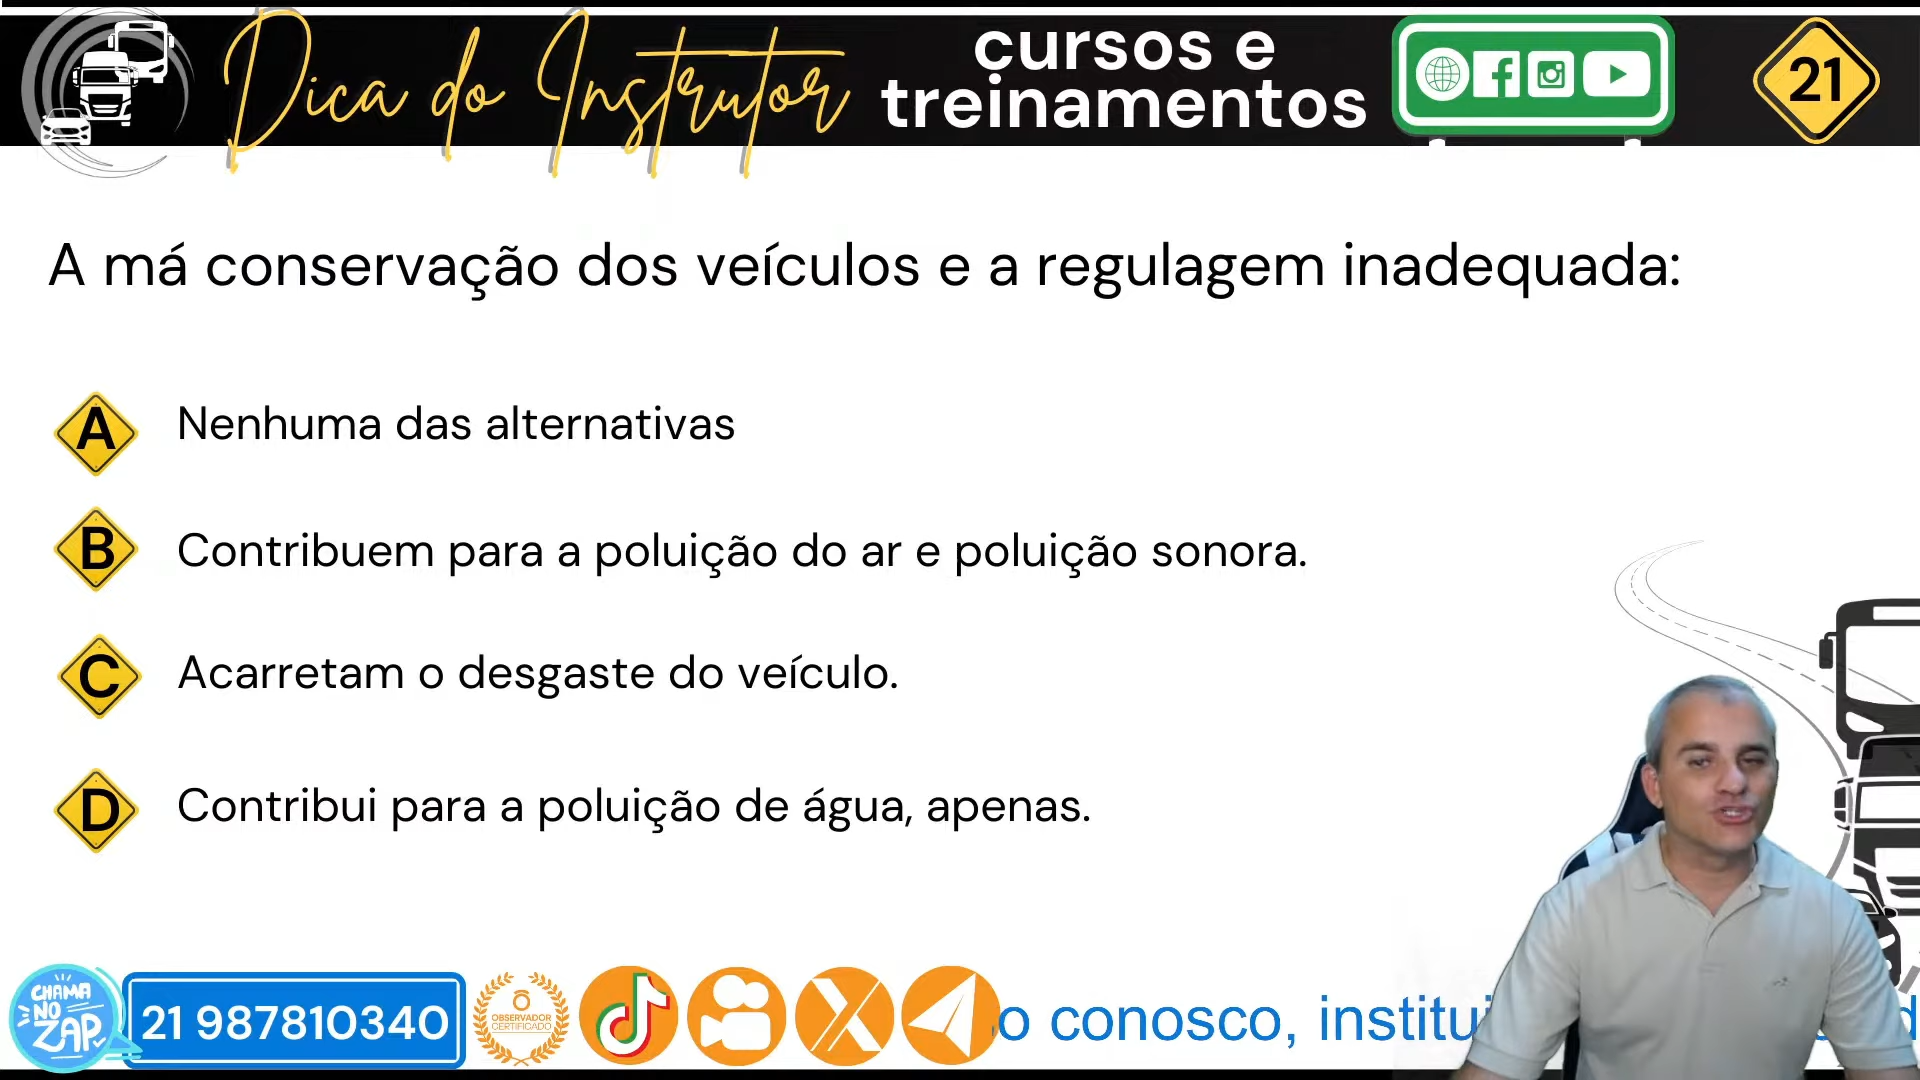 Dica do Instrutor
cursos e
treinamentos
21
A má conservação dos veículos e a regulagem inadequada:
A Nenhuma das alternativas
B Contribuem para a poluição do ar e poluição sonora.
C Acarretam o desgaste do veículo.
D Contribui para a poluição de água, apenas.
CHAMA
NO
ZAP
21 987810340
OBSERVADOR
CERTIFICADO
o conosco,